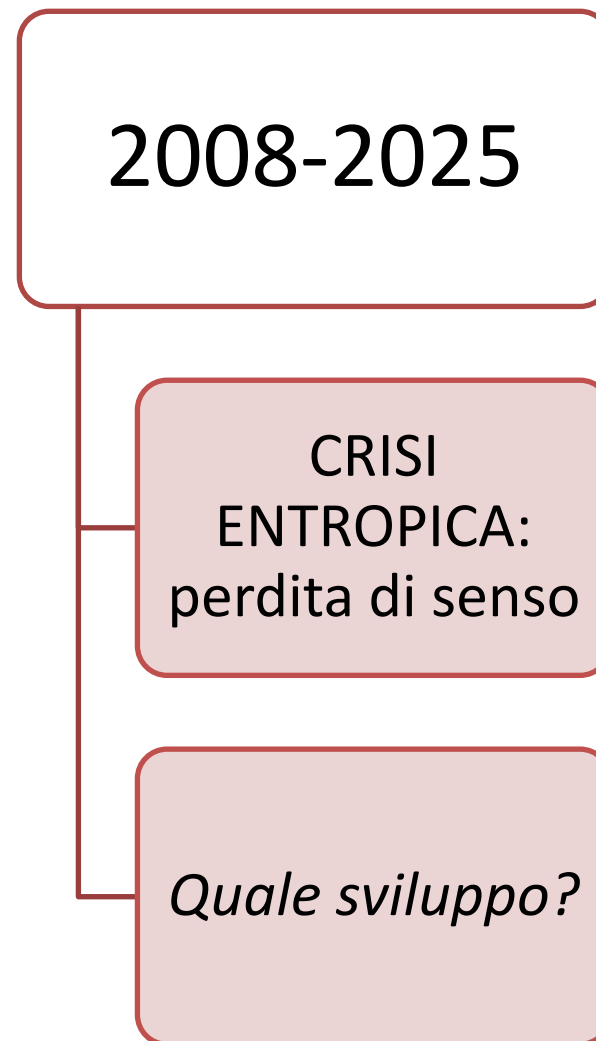 2008-2025
CRISI
ENTROPICA:
perdita di senso
Quale sviluppo?